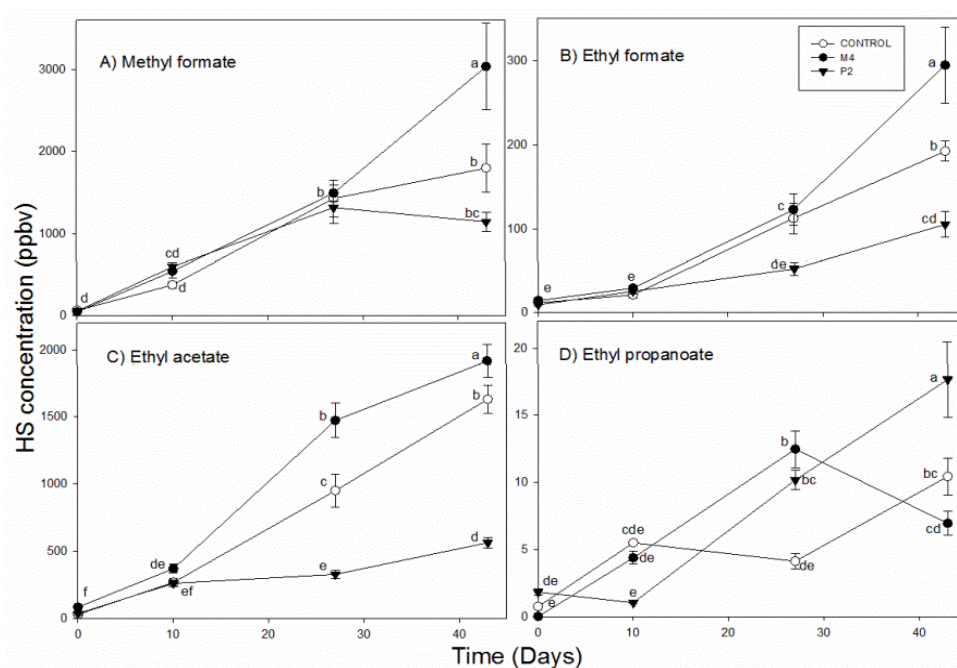 A) Methyl formate
3000
2000
1000
0
a
b
b
bc
cd
d
d
B) Ethyl formate
CONTROL
M4
P2
300
200
100
0
a
b
c
cd
de
e
e
C) Ethyl acetate
2000
1500
1000
500
0
a
b
b
c
d
de
e
ef
f
D) Ethyl propanoate
20
15
10
5
0
a
b
bc
bc
cd
cde
de
de
de
e
e
0 10 20 30 40
0 10 20 30 40
HS concentration (ppbv)
Time (Days)